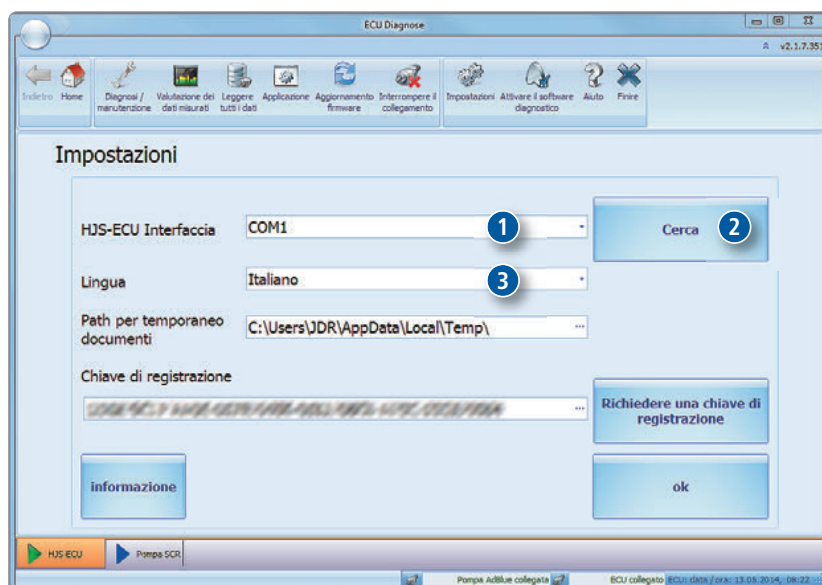 ECU Diagnose
v2.1.7.351
Indietro Home Diagnosi / manutenzione Valutazione dei dati misurati Leggere tutti i dati Applicazione Aggiornamento firmware Interrompere il collegamento Impostazioni Attivare il software diagnostico Aiuto Finire
Impostazioni
HJS-ECU Interfaccia COM1 1 Cerca 2
Lingua Italiano 3
Path per temporaneo documenti C:\Users\JDR\AppData\Local\Temp\ ...
Chiave di registrazione
... Richiedere una chiave di registrazione
informazione ok
HJS-ECU Pompa SCR
Pompa AdBlue collegata ECU collegato ECU: data / ora: 13.05.2014, 08:22